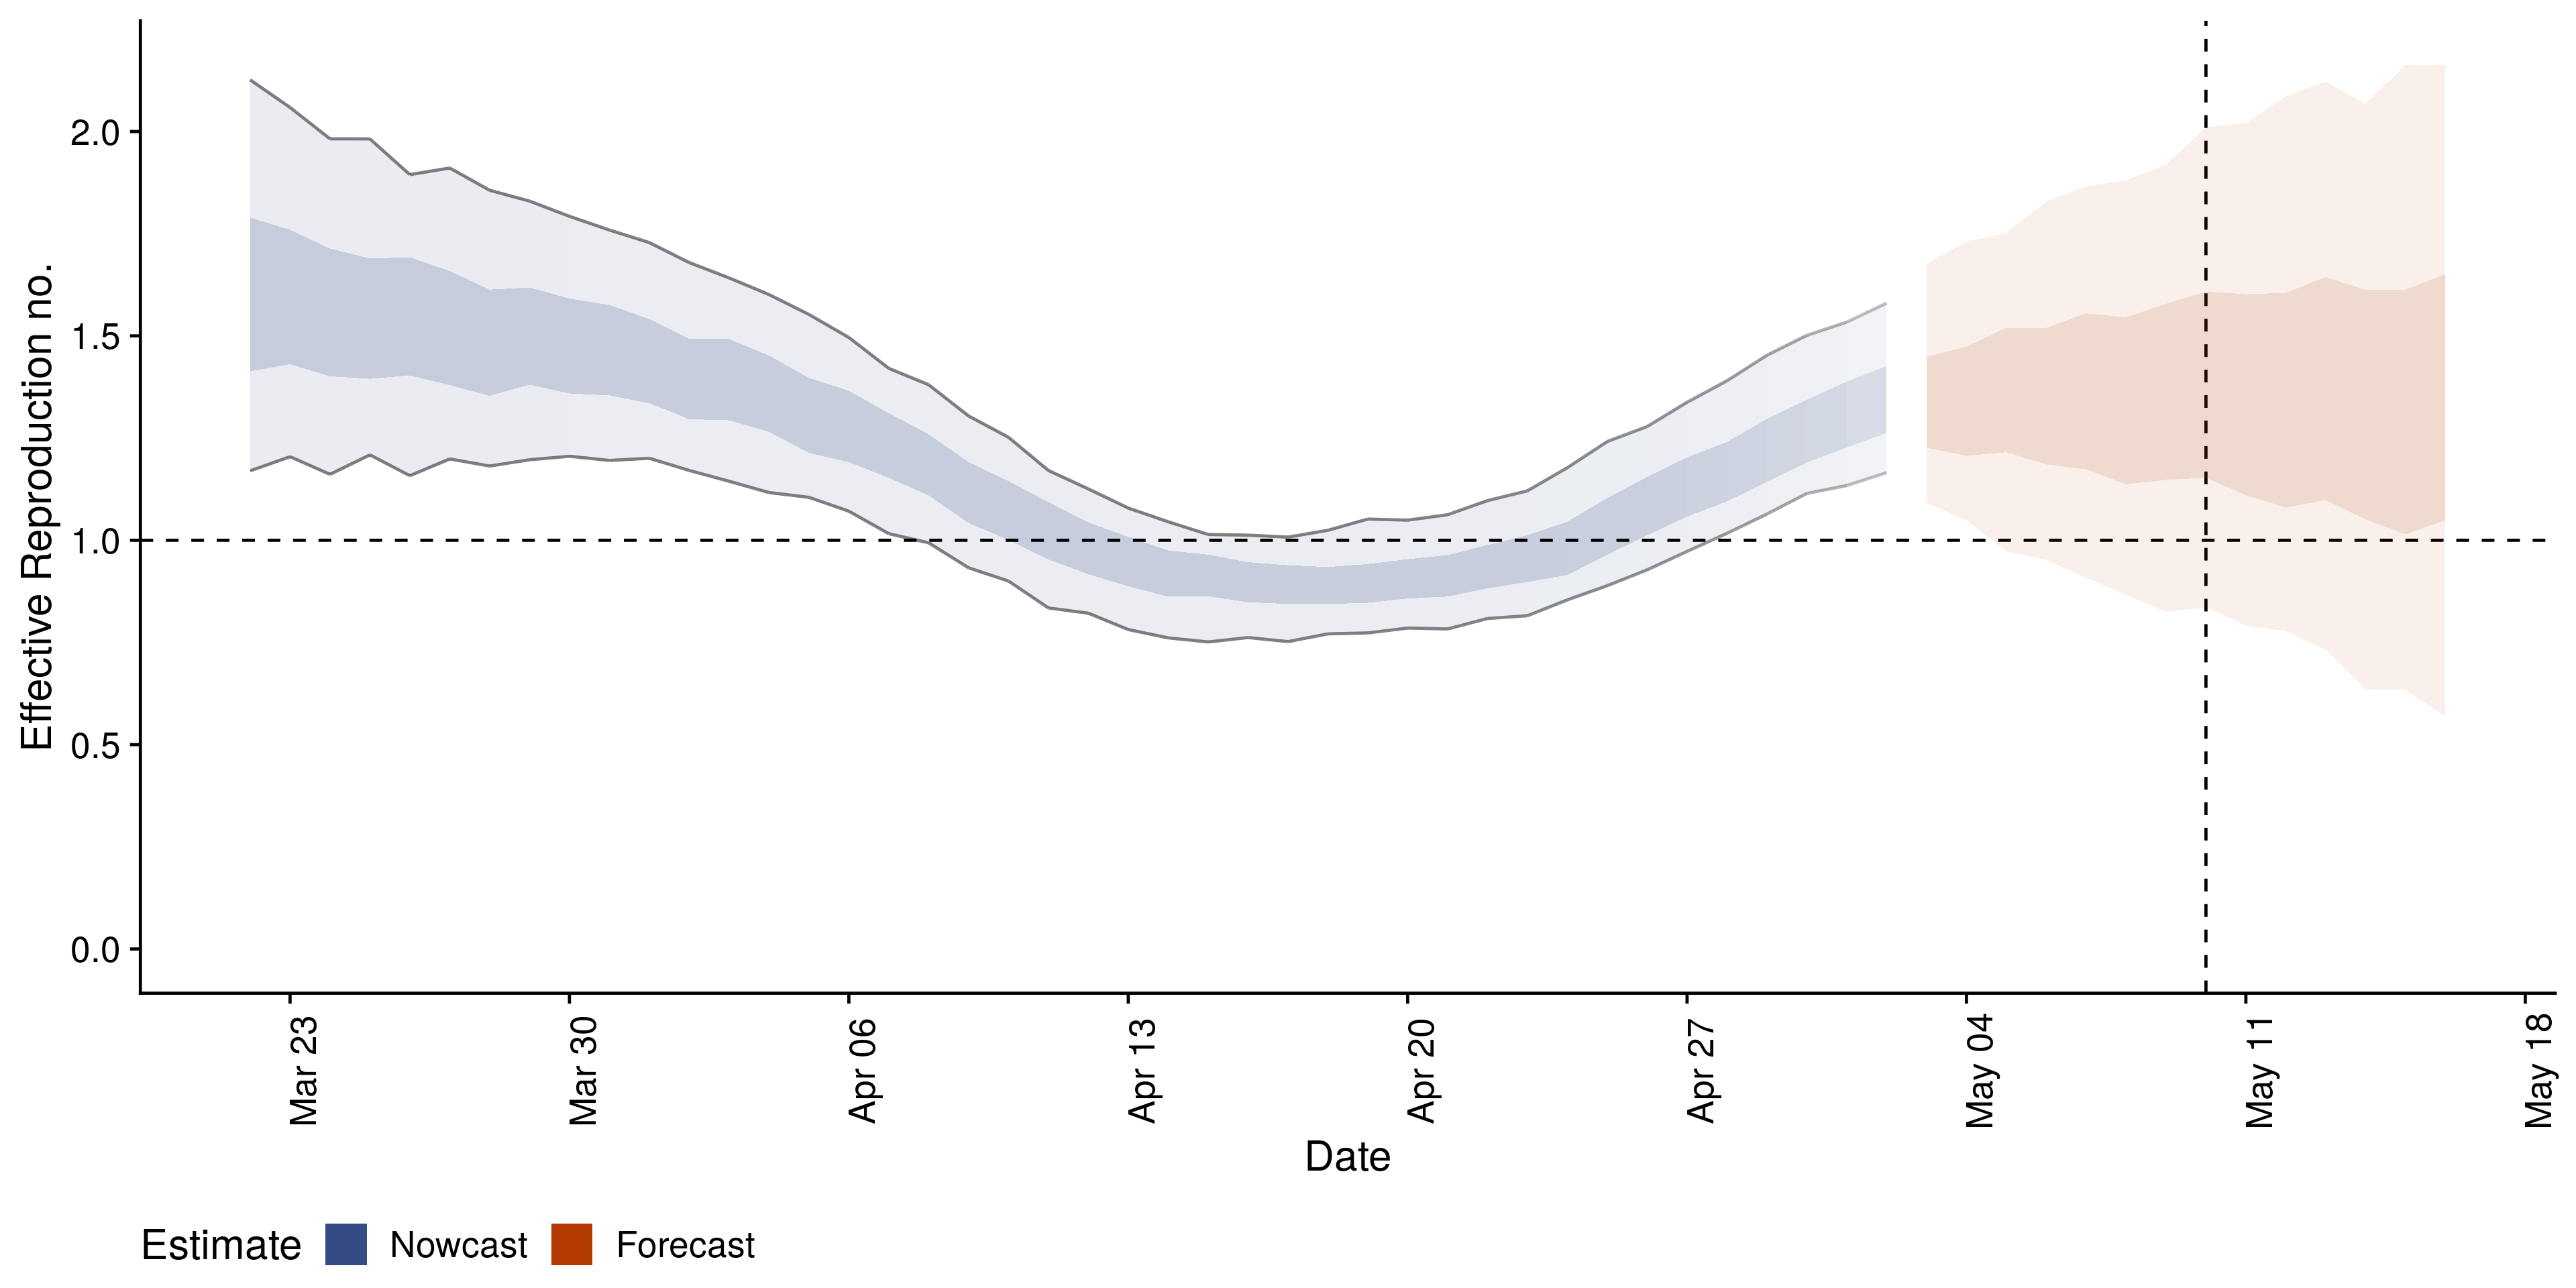 Effective Reproduction no.
2.0
1.5
1.0
0.5
0.0
Mar 23
Mar 30
Apr 06
Apr 13
Apr 20
Apr 27
May 04
May 11
May 18
Date
Estimate Nowcast Forecast